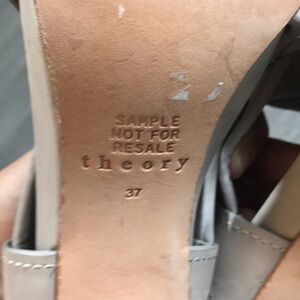 SAMPLE
NOT FOR
RESALE
theory
37